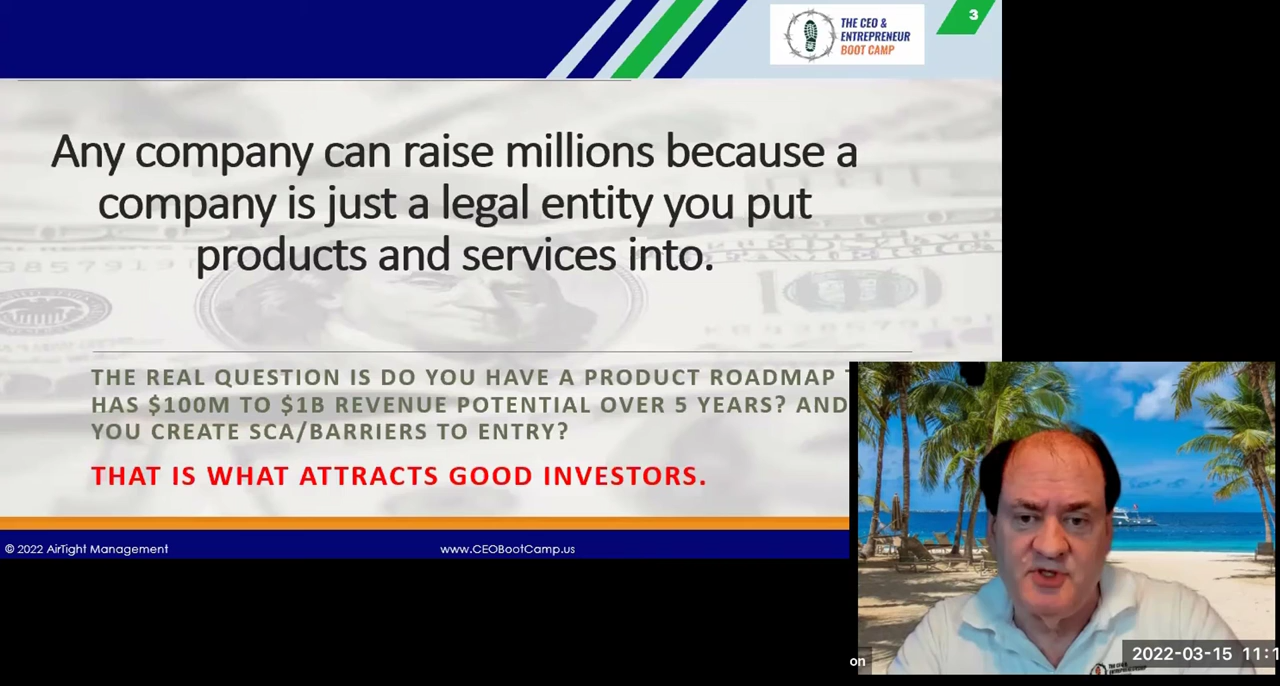 3
THE CEO &
ENTREPRENEUR
BOOT CAMP
Any company can raise millions because a
company is just a legal entity you put
products and services into.
THE REAL QUESTION IS DO YOU HAVE A PRODUCT ROADMAP
HAS $100M TO $1B REVENUE POTENTIAL OVER 5 YEARS? AND
YOU CREATE SCA/BARRIERS TO ENTRY?
THAT IS WHAT ATTRACTS GOOD INVESTORS.
© 2022 AirTight Management
www.CEOBootCamp.us
on
2022-03-15 11:1